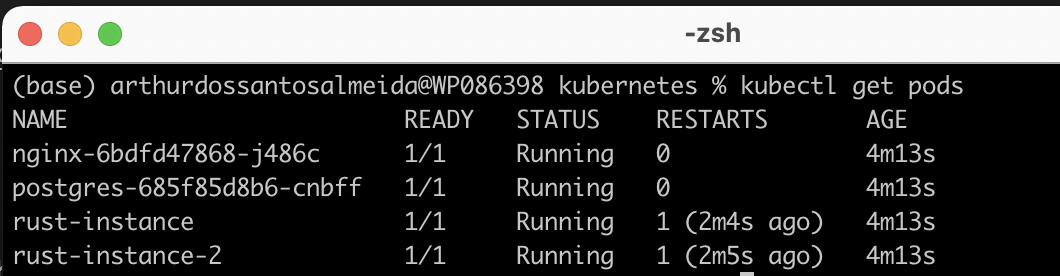 -zsh
(base) arthurdossantosalmeida@WP086398 kubernetes % kubectl get pods
NAME READY STATUS RESTARTS AGE
nginx-6bdfd47868-j486c 1/1 Running 0 4m13s
postgres-685f85d8b6-cnbff 1/1 Running 0 4m13s
rust-instance 1/1 Running 1 (2m4s ago) 4m13s
rust-instance-2 1/1 Running 1 (2m5s ago) 4m13s